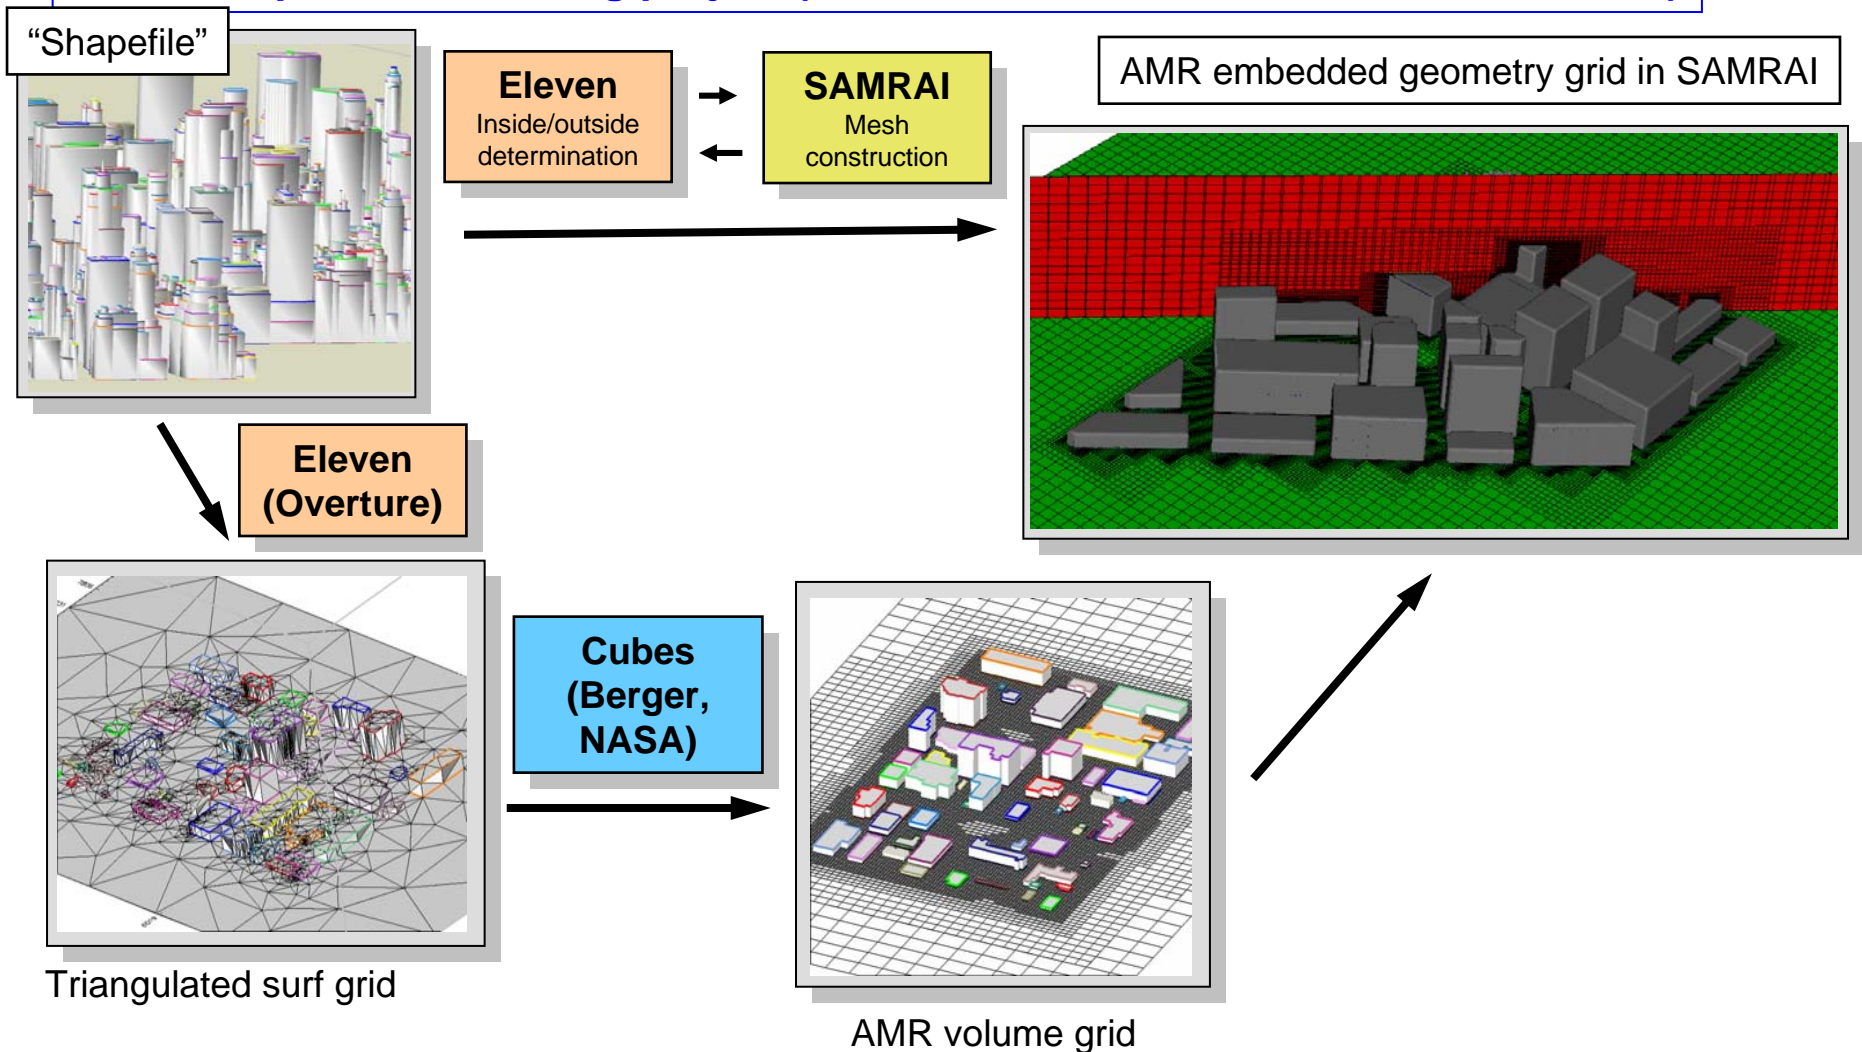 “Shapefile”
Eleven
Inside/outside
determination
SAMRAI
Mesh
construction
AMR embedded geometry grid in SAMRAI
Eleven
(Overture)
Cubes
(Berger,
NASA)
Triangulated surf grid
AMR volume grid